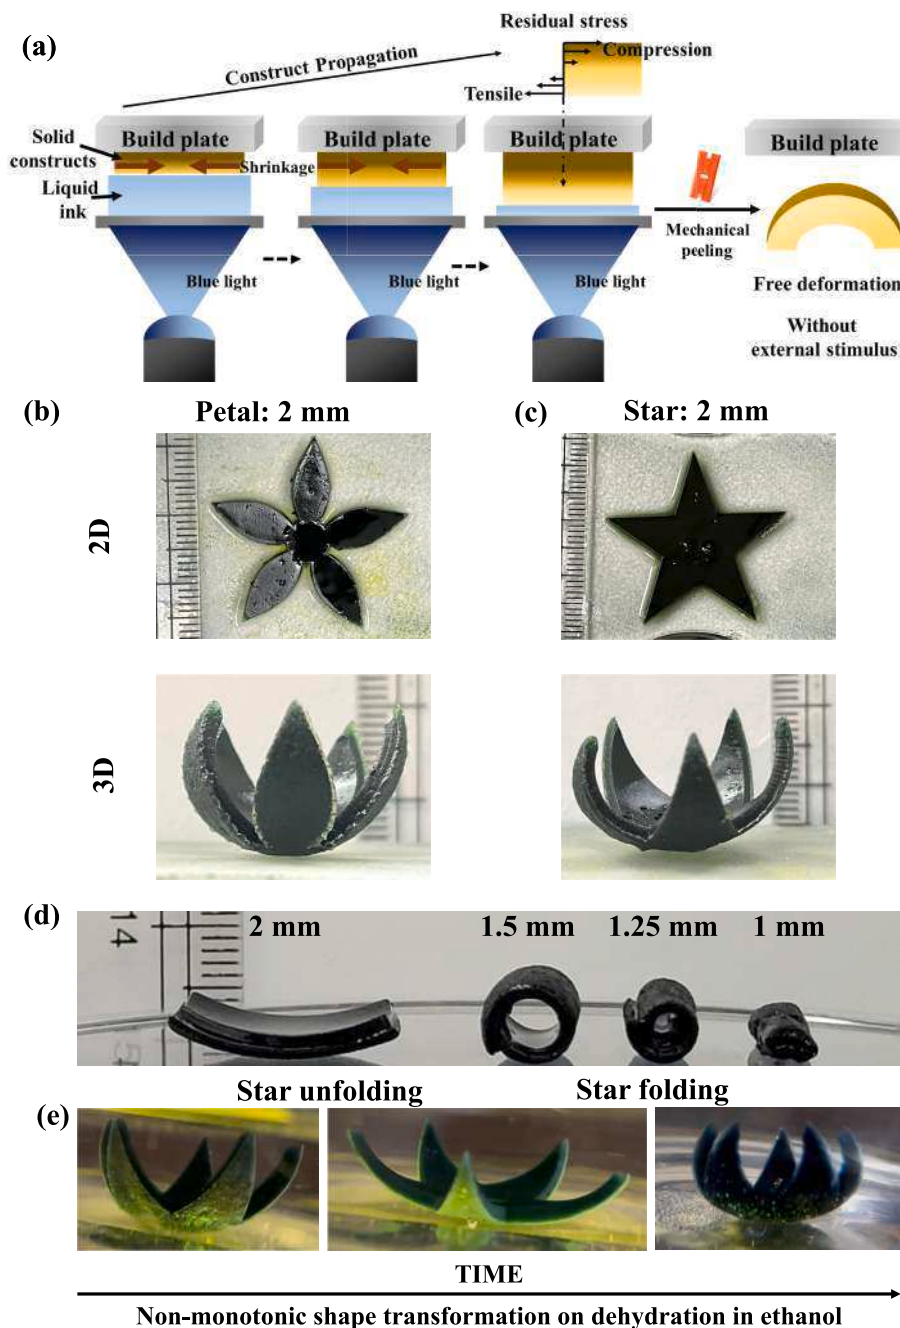 (a)
Residual stress
Compression
Tensile
Construct Propagation
Solid
constructs
Liquid
ink
Build plate
Build plate
Build plate
Build plate
Shrinkage
Blue light
Blue light
Blue light
Mechanical
peeling
Free deformation
Without
external stimulus
(b)
Petal: 2 mm
(c)
Star: 2 mm
2D
3D
(d)
14
2 mm
1.5 mm
1.25 mm
1 mm
Star unfolding
Star folding
(e)
TIME
Non-monotonic shape transformation on dehydration in ethanol